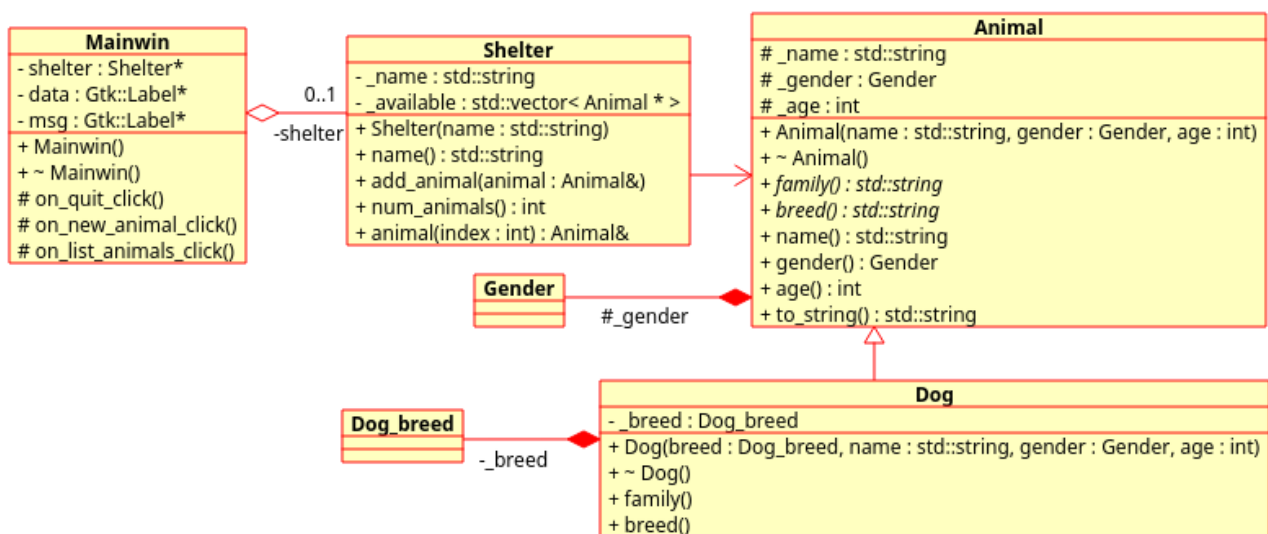 Mainwin
- shelter : Shelter*
- data : Gtk::Label*
- msg : Gtk::Label*
+ Mainwin()
+ ~ Mainwin()
# on_quit_click()
# on_new_animal_click()
# on_list_animals_click()
0..1
-shelter
Shelter
- _name : std::string
- _available : std::vector< Animal * >
+ Shelter(name : std::string)
+ name() : std::string
+ add_animal(animal : Animal&)
+ num_animals() : int
+ animal(index : int) : Animal&
Animal
# _name : std::string
# _gender : Gender
# _age : int
+ Animal(name : std::string, gender : Gender, age : int)
+ ~ Animal()
+ family() : std::string
+ breed() : std::string
+ name() : std::string
+ gender() : Gender
+ age() : int
+ to_string() : std::string
Gender
#_gender
Dog_breed
-_breed
Dog
- _breed : Dog_breed
+ Dog(breed : Dog_breed, name : std::string, gender : Gender, age : int)
+ ~ Dog()
+ family()
+ breed()